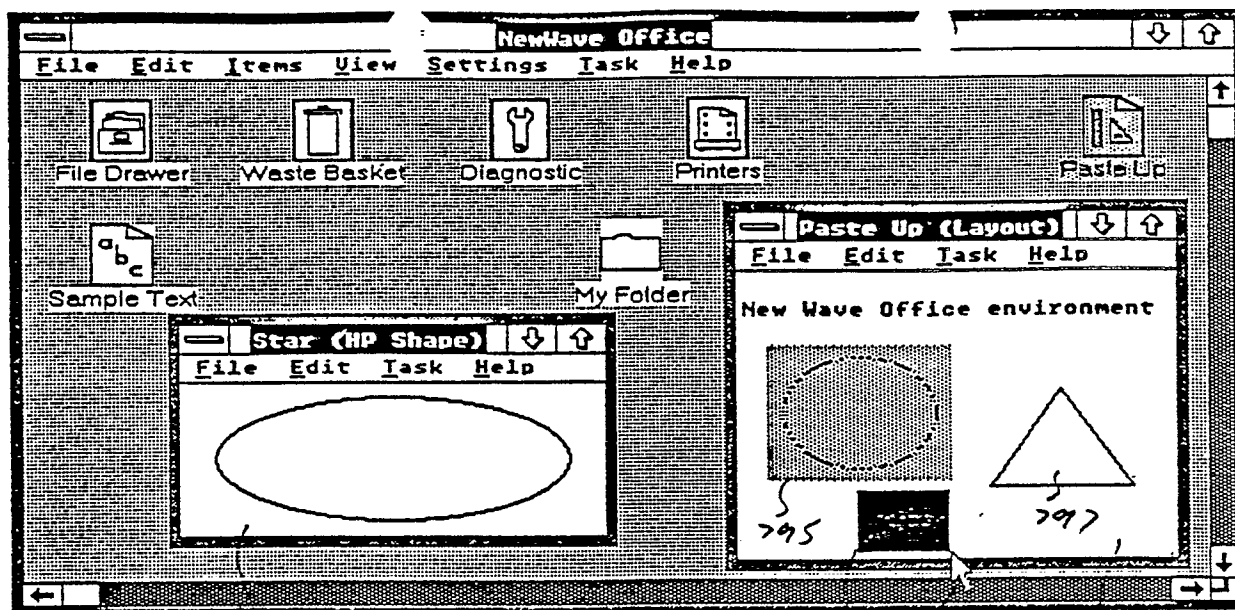 NewWave Office
File Edit Items View Settings Task Help
File Drawer Waste Basket Diagnostic Printers Paste Up
abc
Sample Text My Folder
Paste Up (Layout)
File Edit Task Help
New Wave Office environment
Star (HP Shape)
File Edit Task Help
795
797